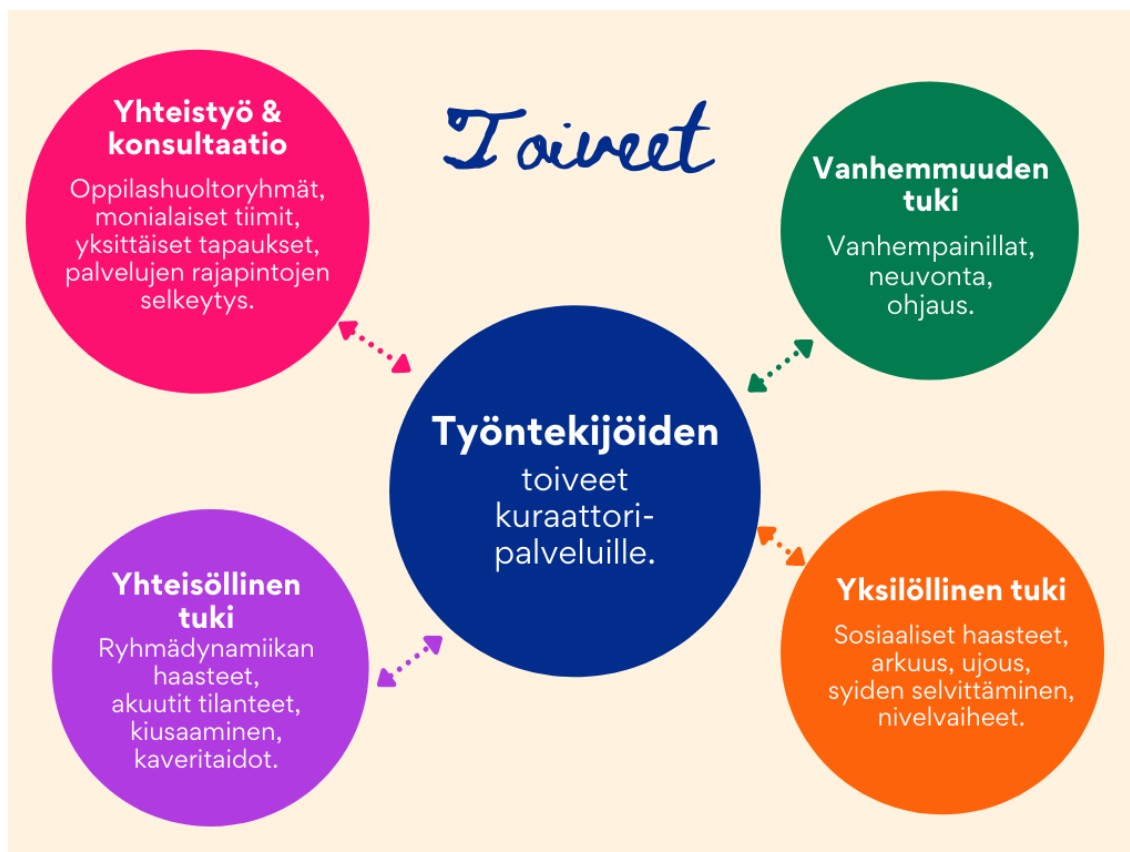 Toiveet
Yhteistyö &
konsultaatio
Oppilashuoltoryhmät,
monialaiset tiimit,
yksittäiset tapaukset,
palvelujen rajapintojen
selkeytys.
Vanhemmuuden
tuki
Vanhempainillat,
neuvonta,
ohjaus.
Työntekijöiden
toiveet
kuraattori-
palveluille.
Yhteisöllinen
tuki
Ryhmädynamiikan
haasteet,
akuutit tilanteet,
kiusaaminen,
kaveritaidot.
Yksilöllinen tuki
Sosiaaliset haasteet,
arkuus, ujous,
syiden selvittäminen,
nivelvaiheet.